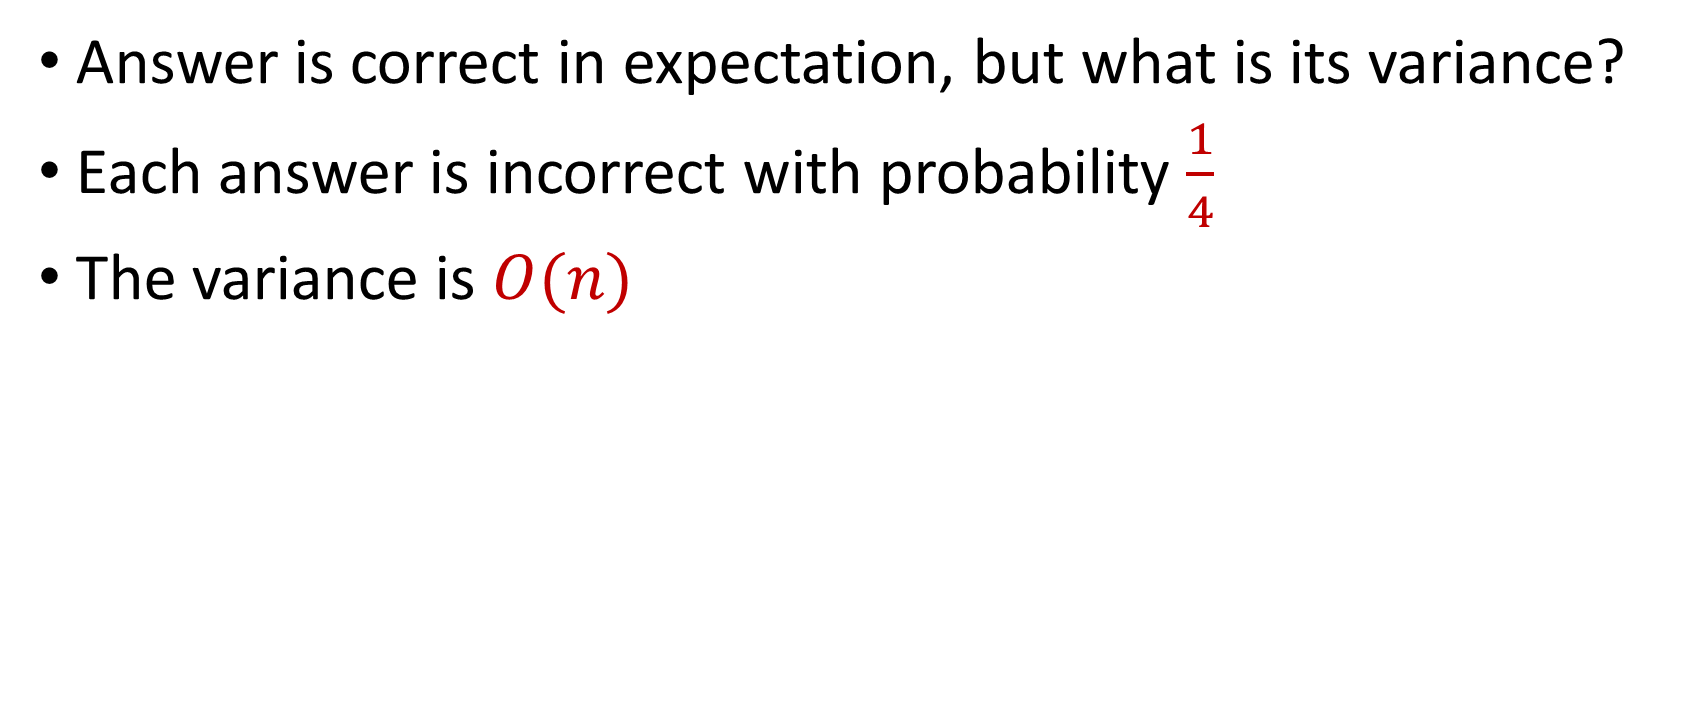 • Answer is correct in expectation, but what is its variance?
• Each answer is incorrect with probability 1/4
• The variance is O(n)